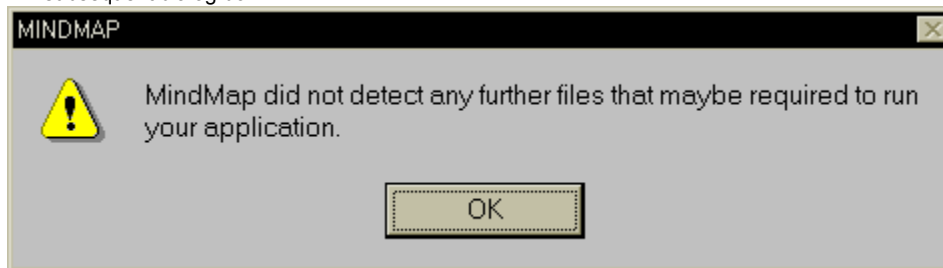 MINDMAP
MindMap did not detect any further files that maybe required to run
your application.
OK